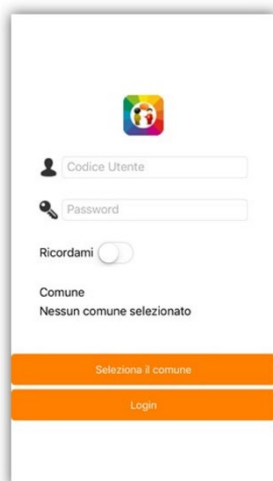 Codice Utente
Password
Ricordami
Comune
Nessun comune selezionato
Seleziona il comune
Login